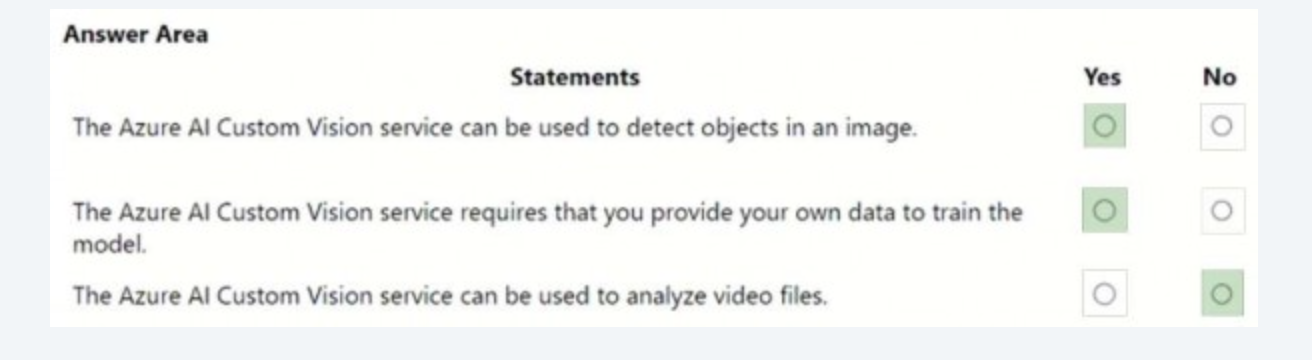 Answer Area
Statements Yes No
The Azure AI Custom Vision service can be used to detect objects in an image.
The Azure AI Custom Vision service requires that you provide your own data to train the
model.
The Azure AI Custom Vision service can be used to analyze video files.